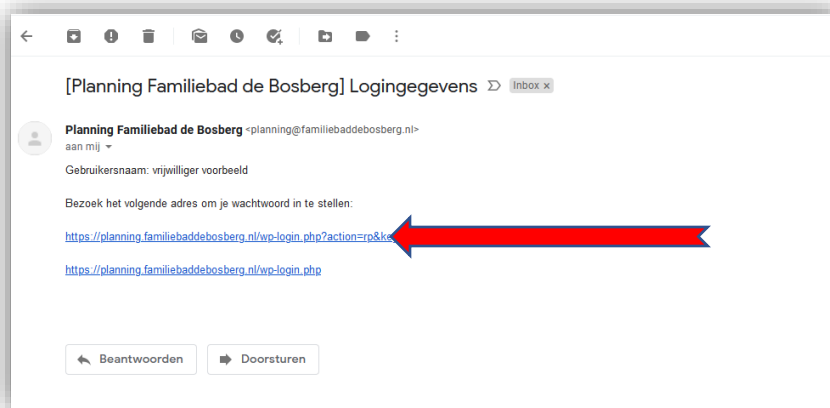 [Planning Familiebad de Bosberg] Logingegevens Inbox x
Planning Familiebad de Bosberg <planning@familiebaddebosberg.nl>
aan mij
Gebruikersnaam: vrijwilliger voorbeeld
Bezoek het volgende adres om je wachtwoord in te stellen:
https://planning.familiebaddebosberg.nl/wp-login.php?action=rp&ke
https://planning.familiebaddebosberg.nl/wp-login.php
Beantwoorden Doorsturen